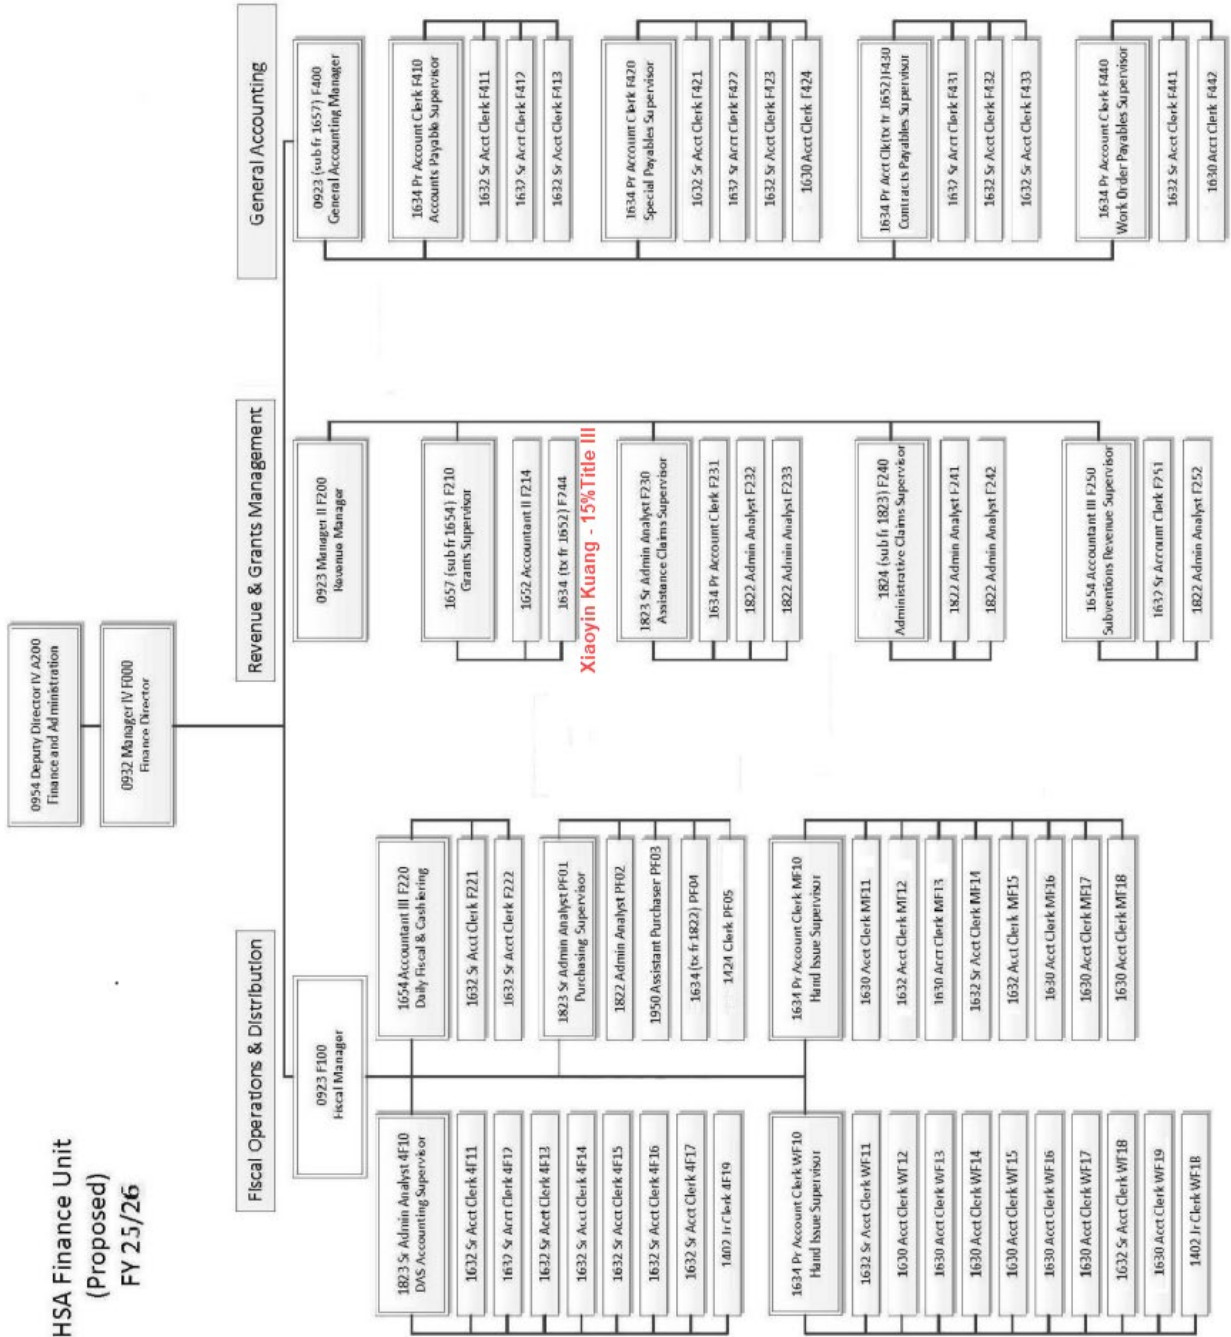 HSA Finance Unit
(Proposed)
FY 25/26
0954 Deputy Director IV A200
Finance and Administration
0932 Manager IV F000
Finance Director
Fiscal Operations & Distribution
0923 F100
Fiscal Manager
1823 Sr Admin Analyst 4F10
DAS Accounting Supervisor
1632 Sr Acct Clerk 4F11
1632 Sr Acct Clerk 4F12
1632 Sr Acct Clerk 4F13
1632 Sr Acct Clerk 4F14
1632 Sr Acct Clerk 4F15
1632 Sr Acct Clerk 4F16
1632 Sr Acct Clerk 4F17
1402 Jr Clerk 4F19
1634 Pr Account Clerk WF10
Hand Issue Supervisor
1632 Sr Acct Clerk WF11
1630 Acct Clerk WF12
1630 Acct Clerk WF13
1630 Acct Clerk WF14
1630 Acct Clerk WF15
1630 Acct Clerk WF16
1630 Acct Clerk WF17
1632 Sr Acct Clerk WF18
1630 Acct Clerk WF19
1402 Jr Clerk WF18
1654 Accountant III F220
Daily Fiscal & Cashiering
1632 Sr Acct Clerk F221
1632 Sr Acct Clerk F222
1823 Sr Admin Analyst PF01
Purchasing Supervisor
1822 Admin Analyst PF02
1950 Assistant Purchaser PF03
1634 (tx fr 1822) PF04
1424 Clerk PF05
1634 Pr Account Clerk MF10
Hand Issue Supervisor
1630 Acct Clerk MF11
1632 Acct Clerk MF12
1630 Acct Clerk MF13
1632 Sr Acct Clerk MF14
1632 Acct Clerk MF15
1630 Acct Clerk MF16
1630 Acct Clerk MF17
1630 Acct Clerk MF18
Revenue & Grants Management
0923 Manager II F200
Revenue Manager
1657 (sub fr 1654) F210
Grants Supervisor
1652 Accountant II F214
1634 (tx fr 1652) F244
Xiaoyin Kuang - 15%Title III
1823 Sr Admin Analyst F230
Assistance Claims Supervisor
1634 Pr Account Clerk F231
1822 Admin Analyst F232
1822 Admin Analyst F233
1824 (sub fr 1823) F240
Administrative Claims Supervisor
1822 Admin Analyst F241
1822 Admin Analyst F242
1654 Accountant III F250
Subventions Revenue Supervisor
1632 Sr Account Clerk F251
1822 Admin Analyst F252
General Accounting
0923 (sub fr 1657) F400
General Accounting Manager
1634 Pr Account Clerk F410
Accounts Payable Supervisor
1632 Sr Acct Clerk F411
1632 Sr Acct Clerk F412
1632 Sr Acct Clerk F413
1634 Pr Account Clerk F420
Special Payables Supervisor
1632 Sr Acct Clerk F421
1632 Sr Acct Clerk F422
1632 Sr Acct Clerk F423
1630 Acct Clerk F424
1634 Pr Acct Clk(tx fr 1652)F430
Contracts Payables Supervisor
1632 Sr Acct Clerk F431
1632 Sr Acct Clerk F432
1632 Sr Acct Clerk F433
1634 Pr Account Clerk F440
Work Order Payables Supervisor
1632 Sr Acct Clerk F441
1630 Acct Clerk F442